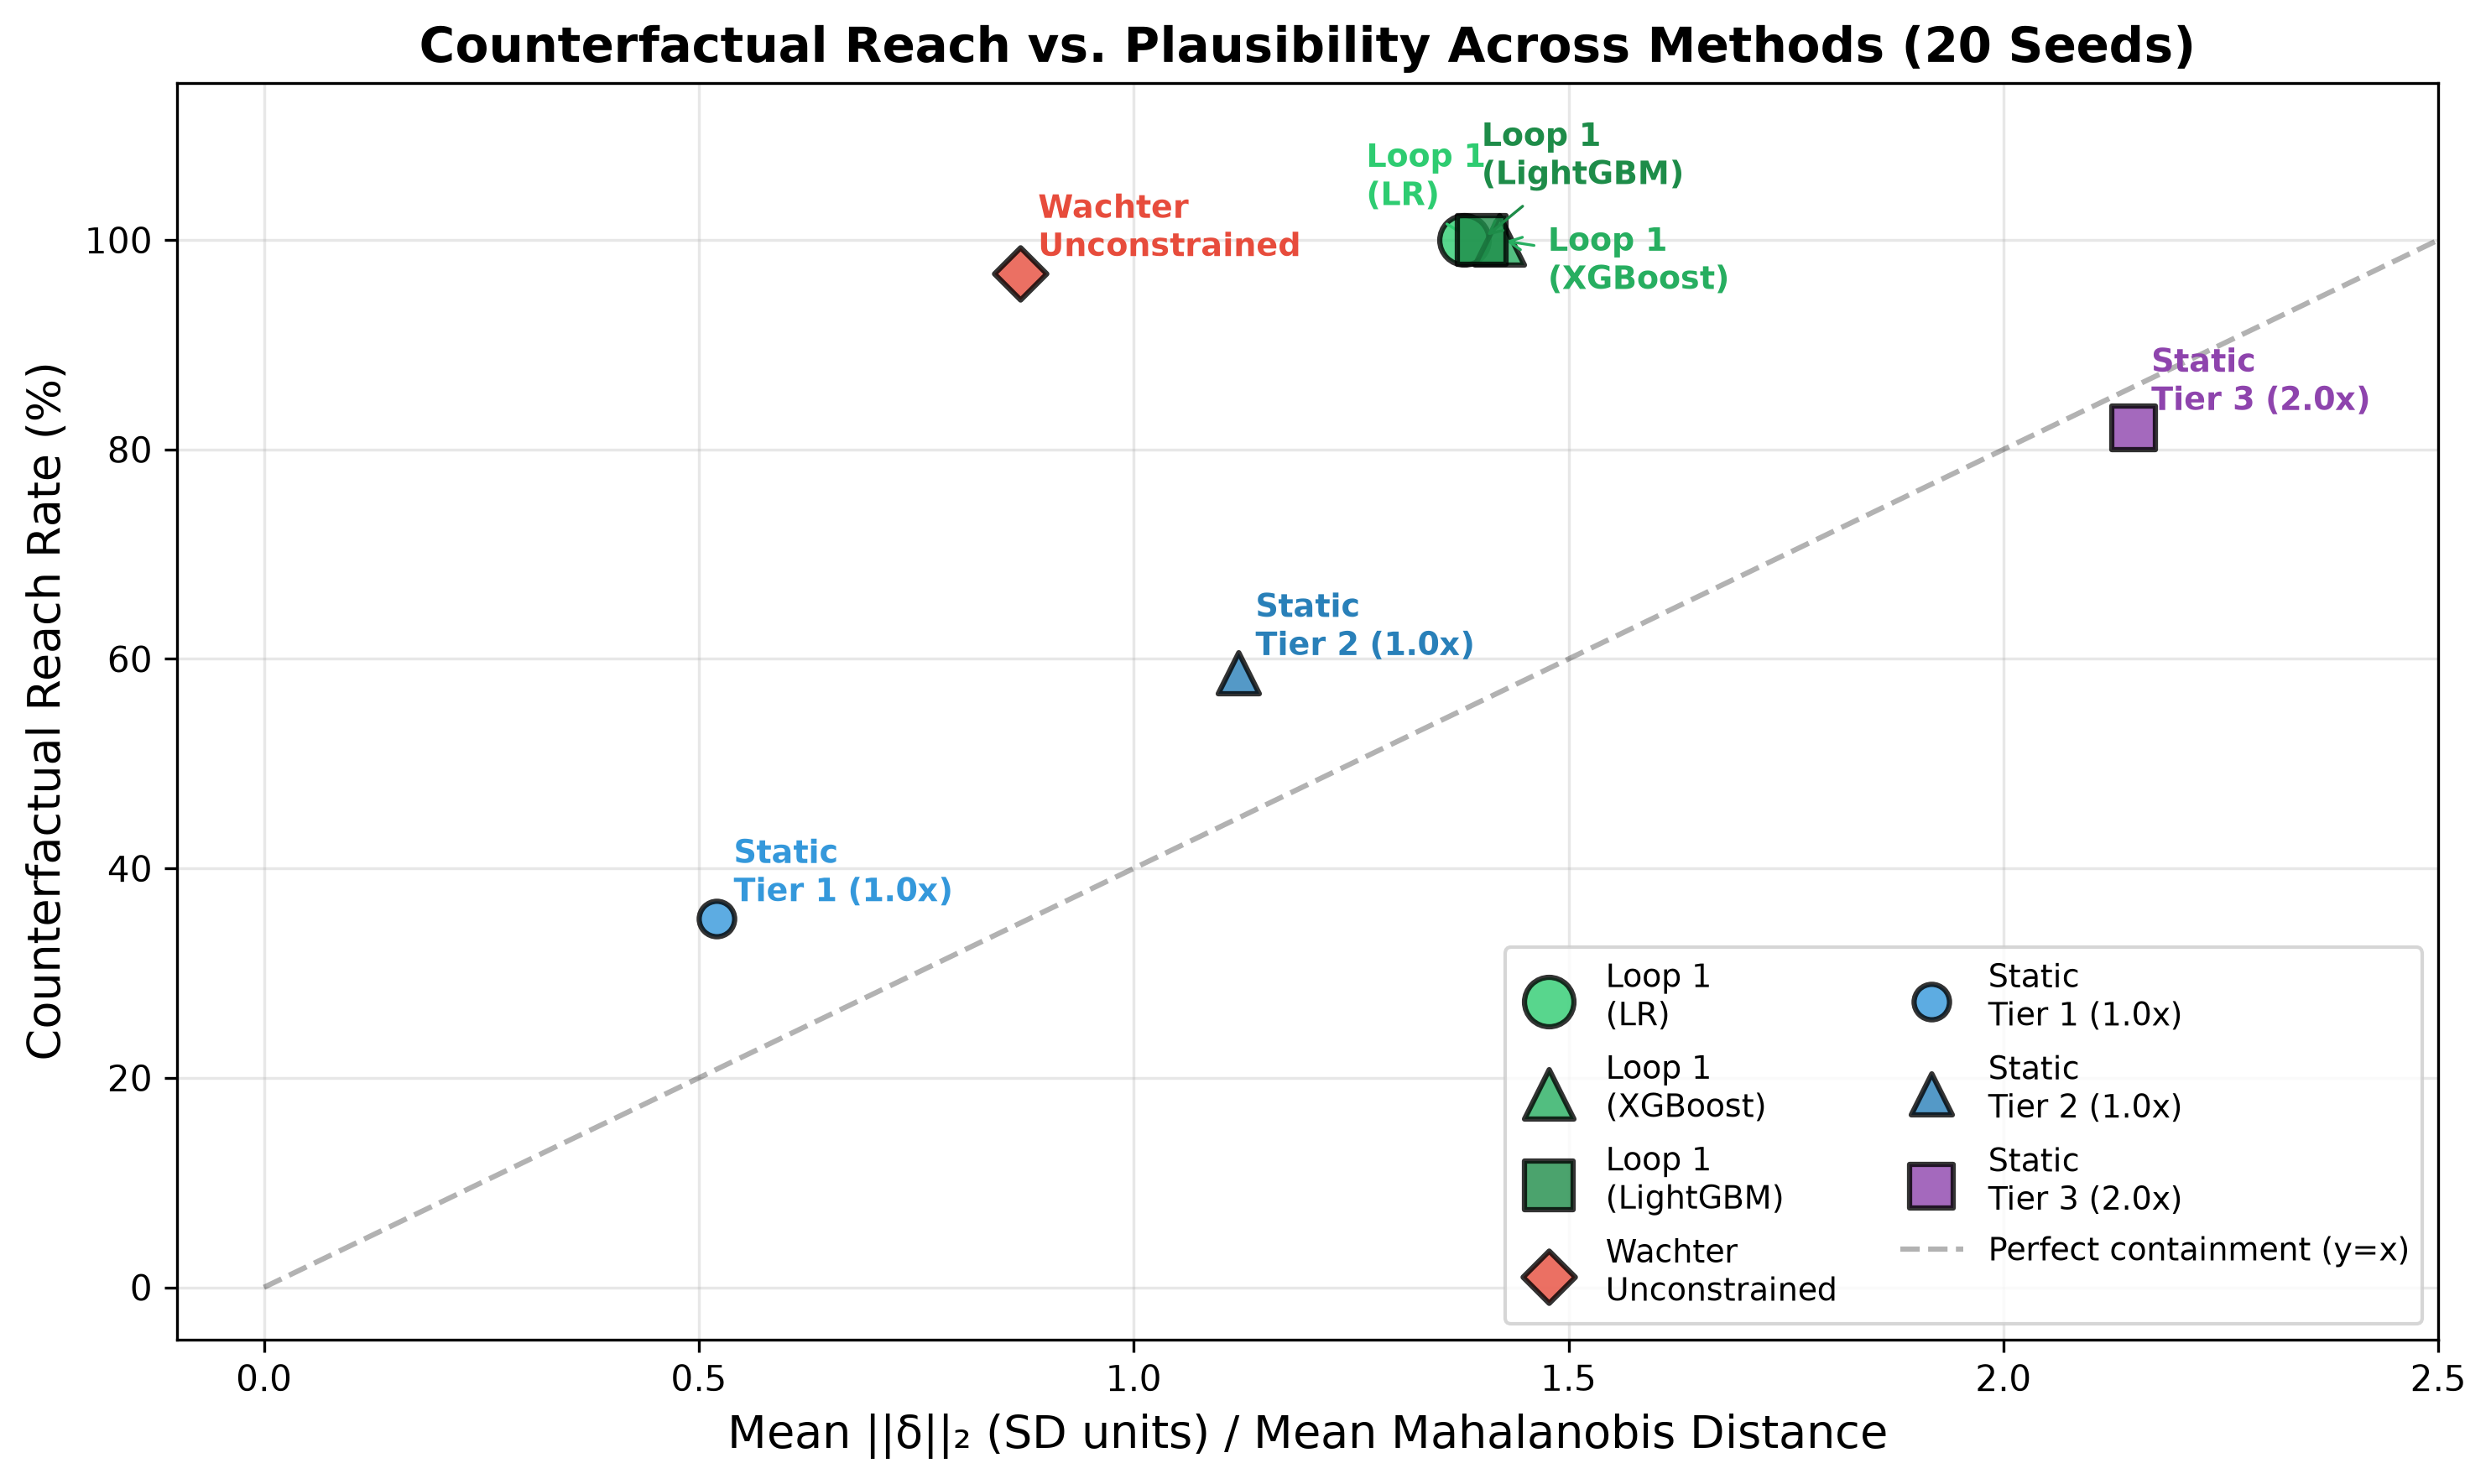 Counterfactual Reach vs. Plausibility Across Methods (20 Seeds)
Counterfactual Reach Rate (%)
100
80
60
40
20
0
Loop 1
(LR)
Loop 1
(LightGBM)
Loop 1
(XGBoost)
Wachter
Unconstrained
Static
Tier 3 (2.0x)
Static
Tier 2 (1.0x)
Static
Tier 1 (1.0x)
Loop 1
(LR)
Loop 1
(XGBoost)
Loop 1
(LightGBM)
Wachter
Unconstrained
Static
Tier 1 (1.0x)
Static
Tier 2 (1.0x)
Static
Tier 3 (2.0x)
Perfect containment (y=x)
0.0
0.5
1.0
1.5
2.0
2.5
Mean ||δ||₂ (SD units) / Mean Mahalanobis Distance